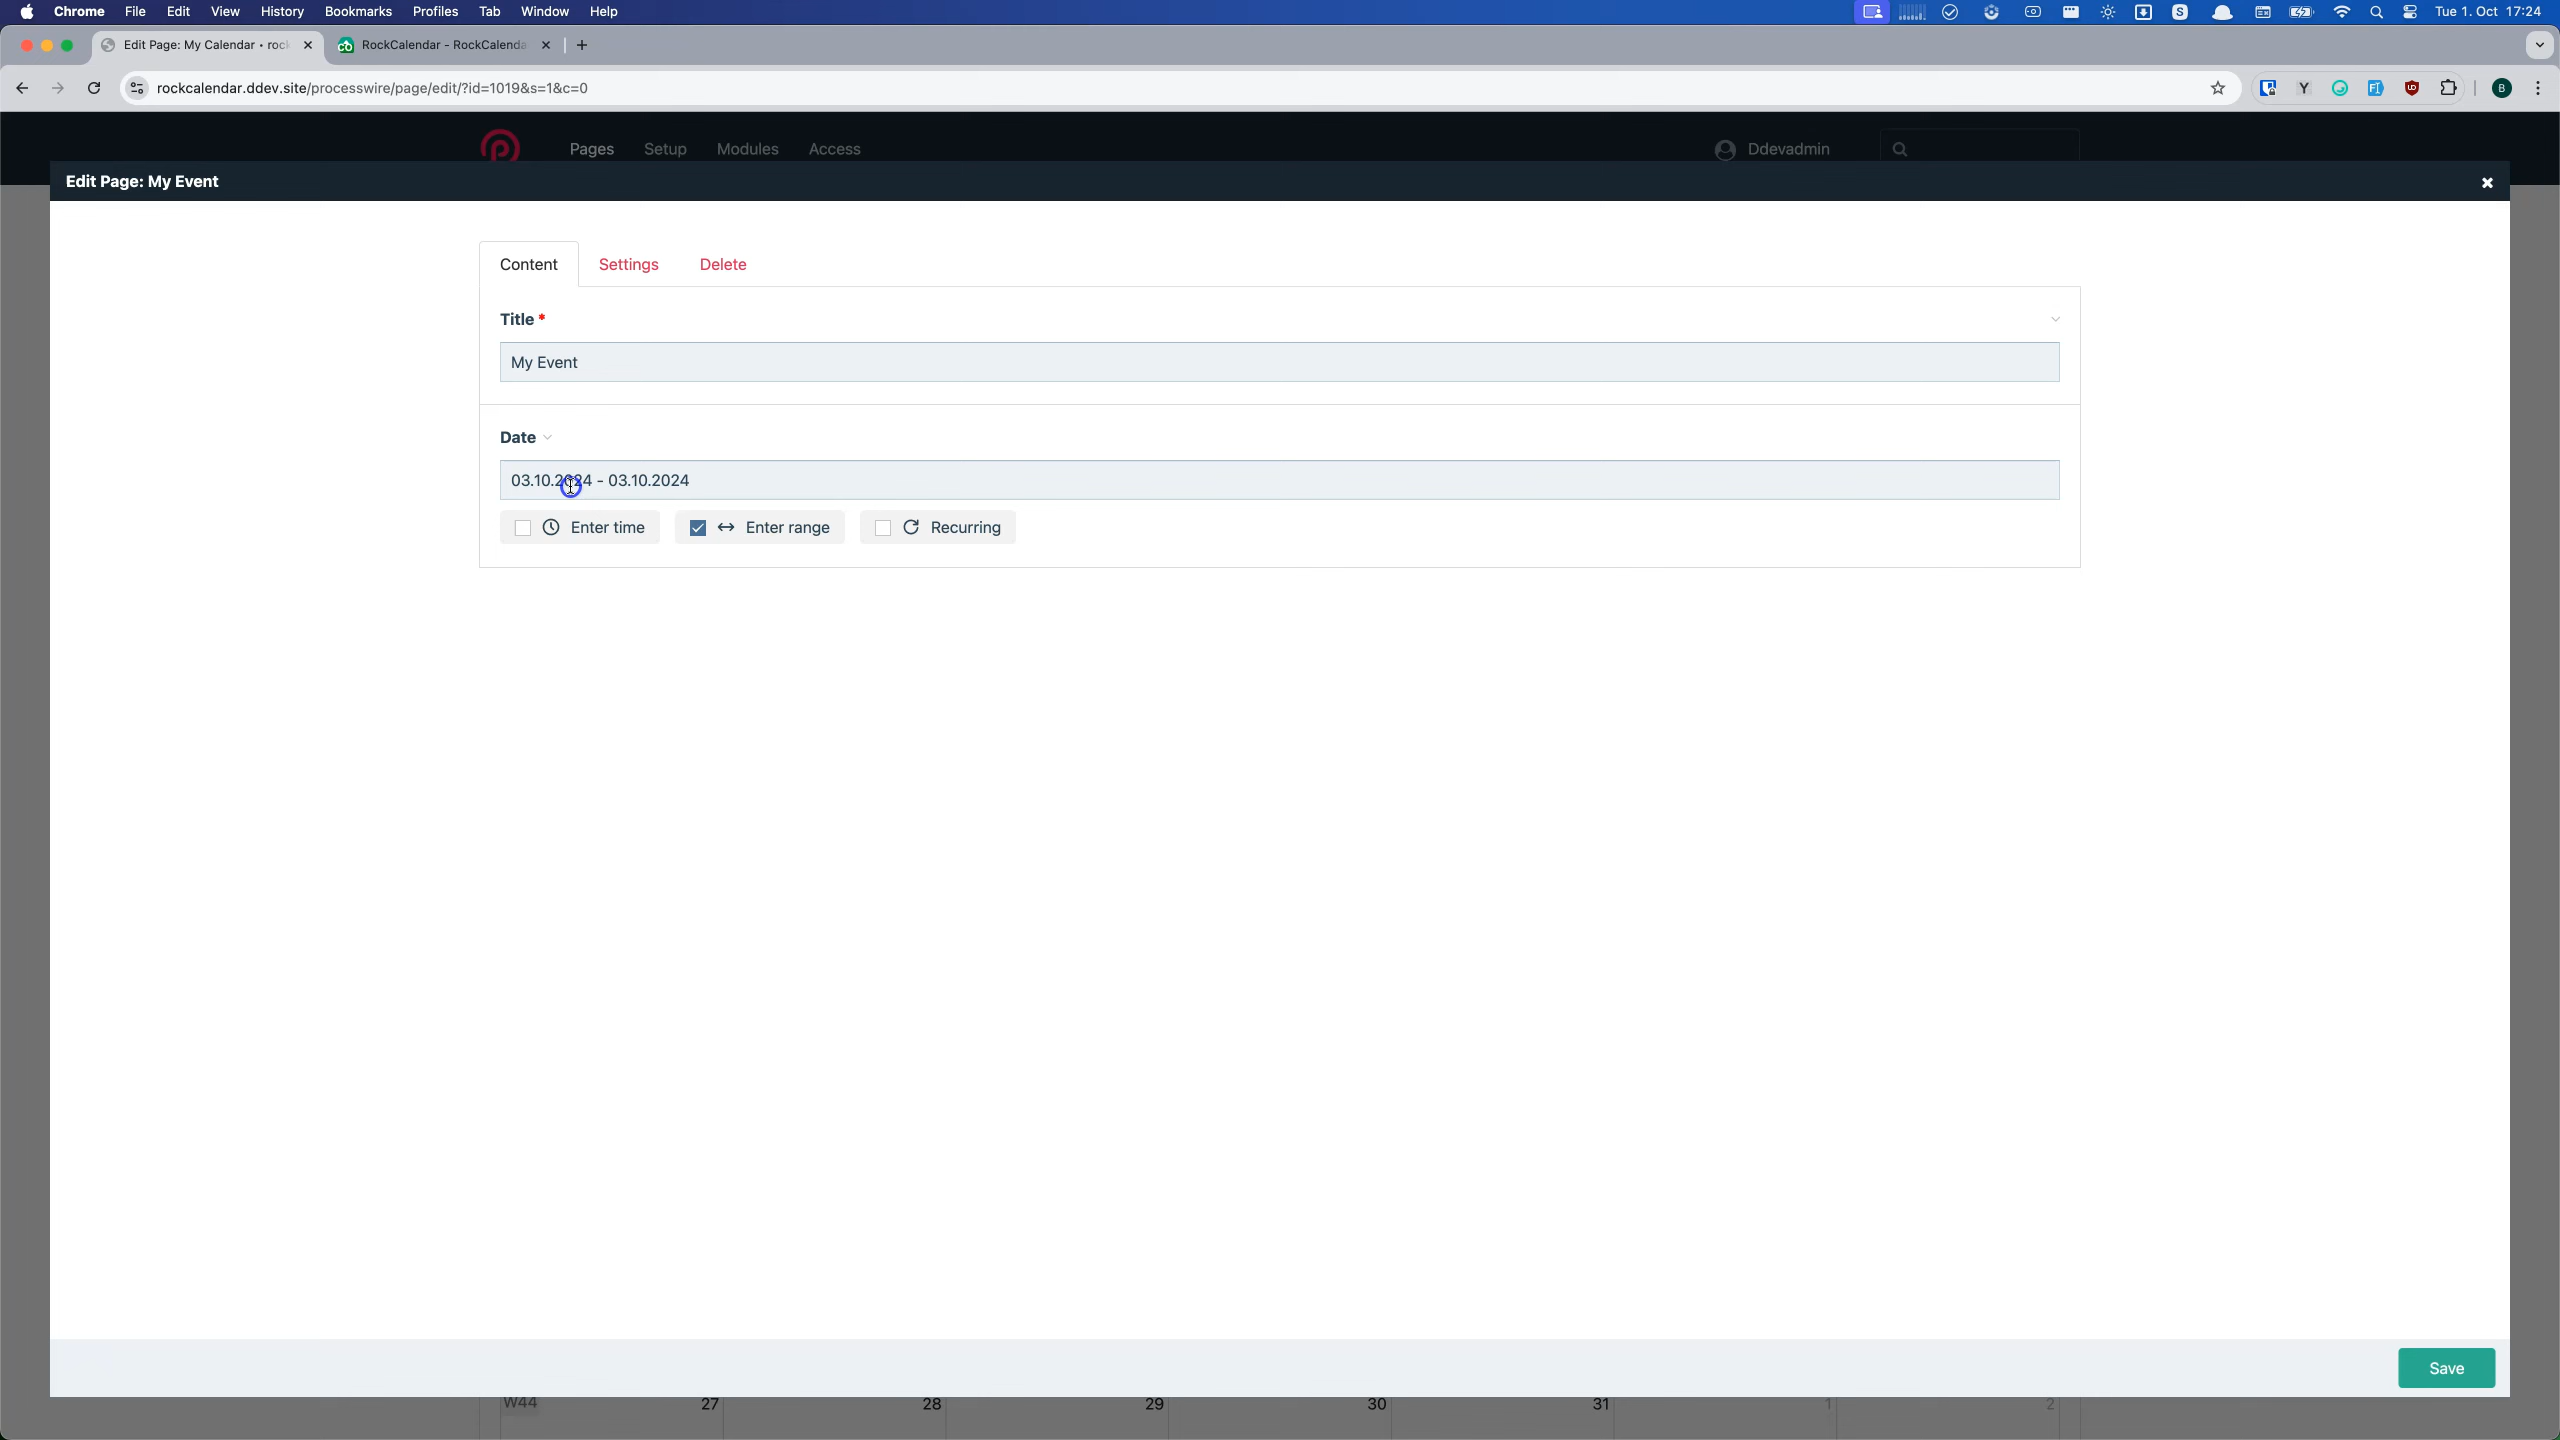 Chrome File Edit View History Bookmarks Profiles Tab Window Help Tue 1. Oct 17:24
Edit Page: My Calendar • rock RockCalendar - RockCalenda
rockcalendar.ddev.site/processwire/page/edit/?id=1019&s=1&c=0
Pages Setup Modules Access Ddevadmin
Edit Page: My Event
Content Settings Delete
Title *
My Event
Date
03.10.2024 - 03.10.2024
Enter time Enter range Recurring
Save
W44 27 28 29 30 31 1 2